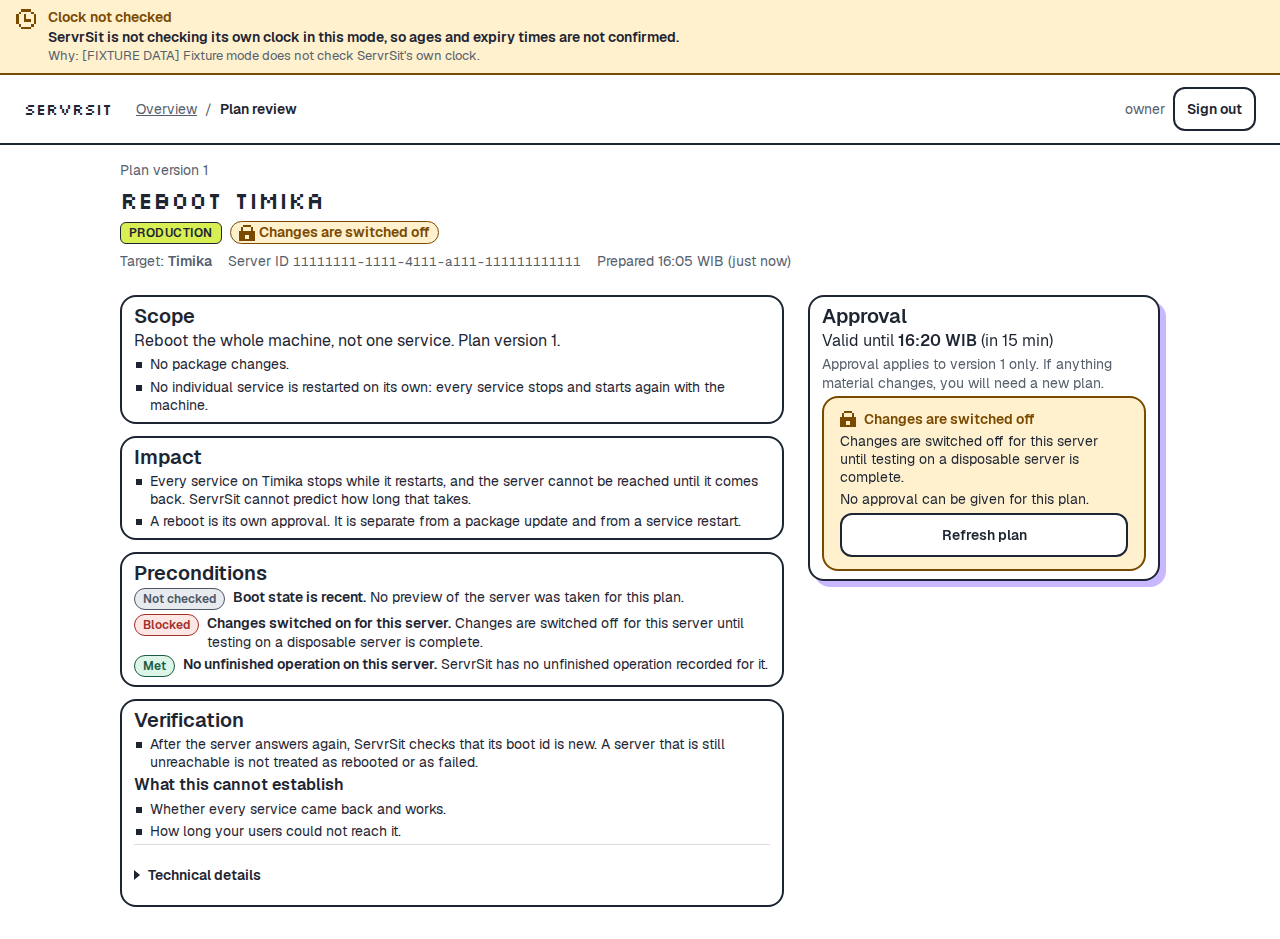 Clock not checked
ServrSit is not checking its own clock in this mode, so ages and expiry times are not confirmed.
Why: [FIXTURE DATA] Fixture mode does not check ServrSit's own clock.
SERVRSIT
Overview / Plan review
owner
Sign out
Plan version 1
REBOOT TIMIKA
PRODUCTION
Changes are switched off
Target: Timika Server ID 11111111-1111-4111-a111-111111111111 Prepared 16:05 WIB (just now)
Scope
Reboot the whole machine, not one service. Plan version 1.
No package changes.
No individual service is restarted on its own: every service stops and starts again with the
machine.
Impact
Every service on Timika stops while it restarts, and the server cannot be reached until it comes
back. ServrSit cannot predict how long that takes.
A reboot is its own approval. It is separate from a package update and from a service restart.
Preconditions
Not checked Boot state is recent. No preview of the server was taken for this plan.
Blocked Changes switched on for this server. Changes are switched off for this server until
testing on a disposable server is complete.
Met No unfinished operation on this server. ServrSit has no unfinished operation recorded for it.
Verification
After the server answers again, ServrSit checks that its boot id is new. A server that is still
unreachable is not treated as rebooted or as failed.
What this cannot establish
Whether every service came back and works.
How long your users could not reach it.
Technical details
Approval
Valid until 16:20 WIB (in 15 min)
Approval applies to version 1 only. If anything
material changes, you will need a new plan.
Changes are switched off
Changes are switched off for this server
until testing on a disposable server is
complete.
No approval can be given for this plan.
Refresh plan